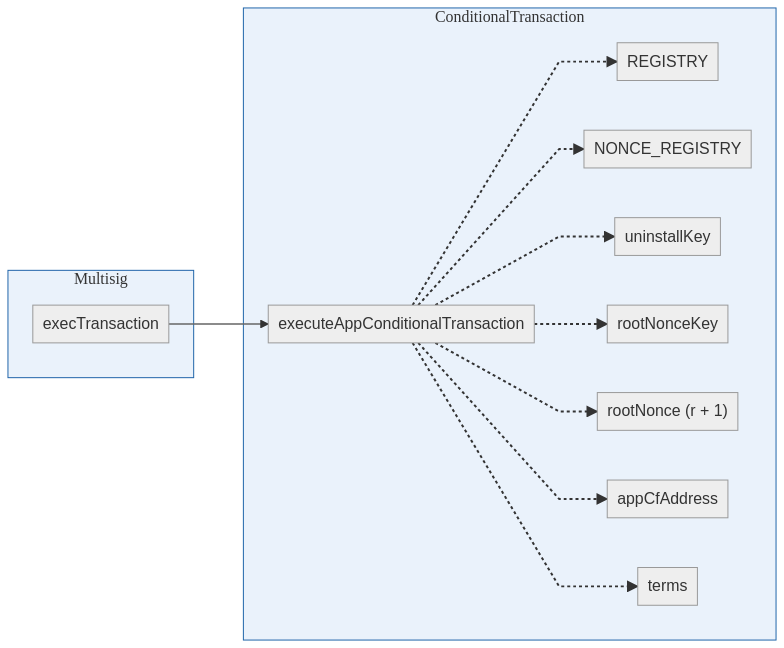 ConditionalTransaction
REGISTRY
NONCE_REGISTRY
uninstallKey
Multisig
execTransaction
executeAppConditionalTransaction
rootNonceKey
rootNonce (r + 1)
appCfAddress
terms